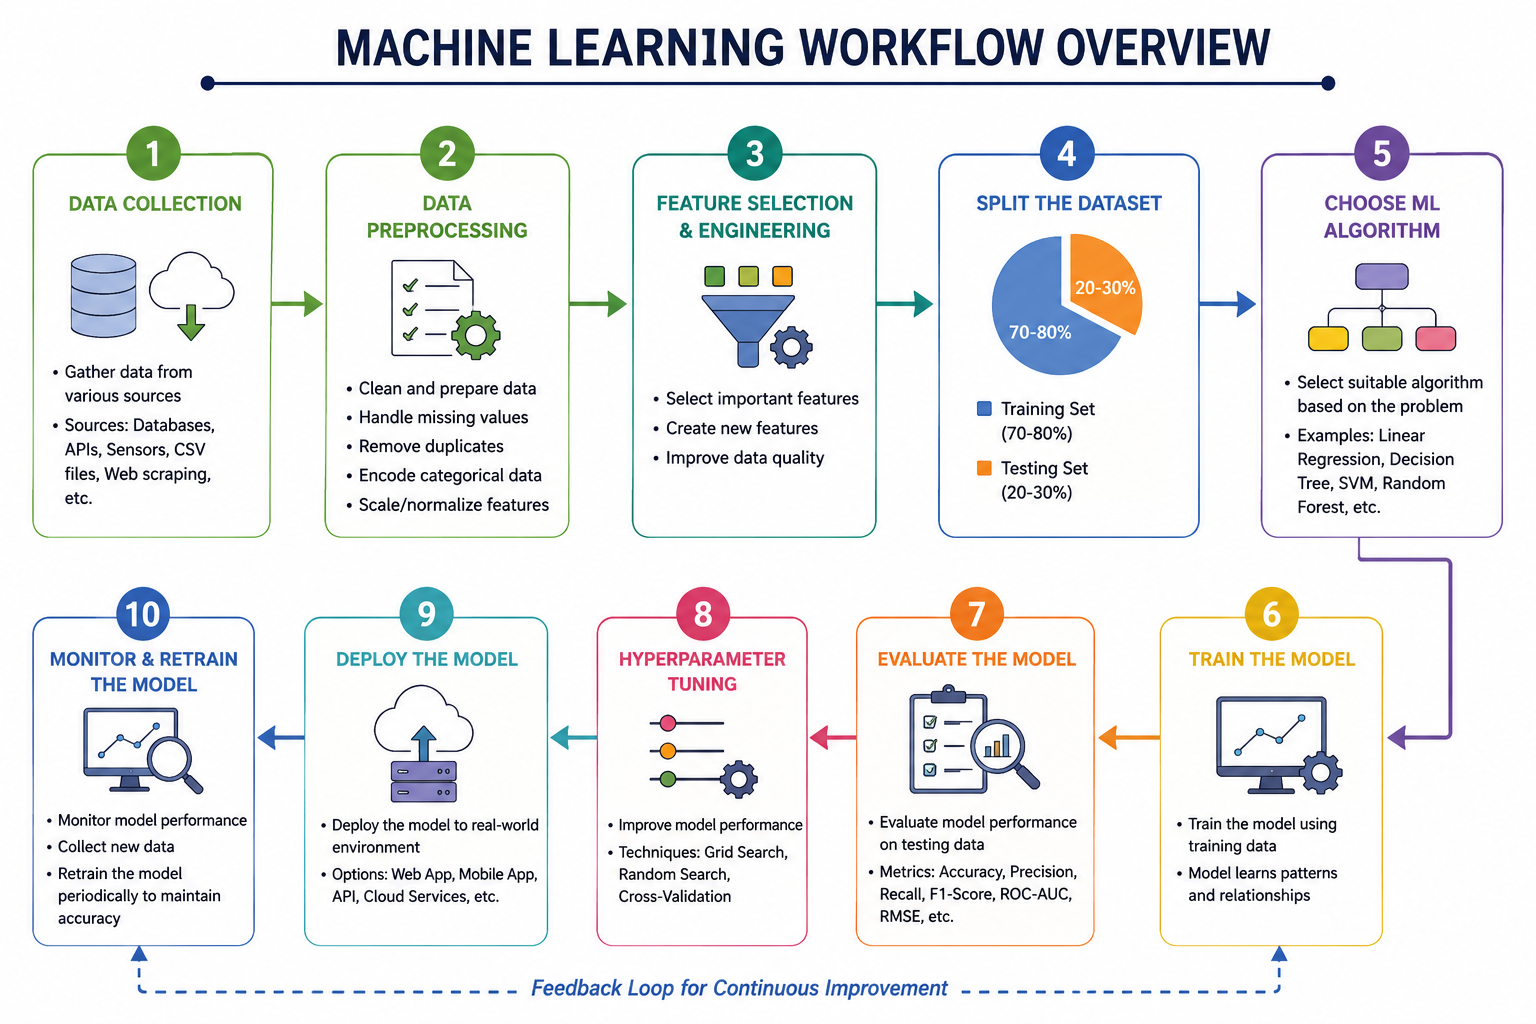 MACHINE LEARNING WORKFLOW OVERVIEW
1
DATA COLLECTION
• Gather data from
various sources
• Sources: Databases,
APIs, Sensors, CSV
files, Web scraping,
etc.
2
DATA
PREPROCESSING
• Clean and prepare data
• Handle missing values
• Remove duplicates
• Encode categorical data
• Scale/normalize features
3
FEATURE SELECTION
& ENGINEERING
• Select important features
• Create new features
• Improve data quality
4
SPLIT THE DATASET
20-30%
70-80%
Training Set
(70-80%)
Testing Set
(20-30%)
5
CHOOSE ML
ALGORITHM
• Select suitable algorithm
based on the problem
• Examples: Linear
Regression, Decision
Tree, SVM, Random
Forest, etc.
6
TRAIN THE MODEL
• Train the model using
training data
• Model learns patterns
and relationships
7
EVALUATE THE MODEL
• Evaluate model performance
on testing data
• Metrics: Accuracy, Precision,
Recall, F1-Score, ROC-AUC,
RMSE, etc.
8
HYPERPARAMETER
TUNING
• Improve model performance
• Techniques: Grid Search,
Random Search,
Cross-Validation
9
DEPLOY THE MODEL
• Deploy the model to real-world
environment
• Options: Web App, Mobile App,
API, Cloud Services, etc.
10
MONITOR & RETRAIN
THE MODEL
• Monitor model performance
• Collect new data
• Retrain the model
periodically to maintain
accuracy
Feedback Loop for Continuous Improvement